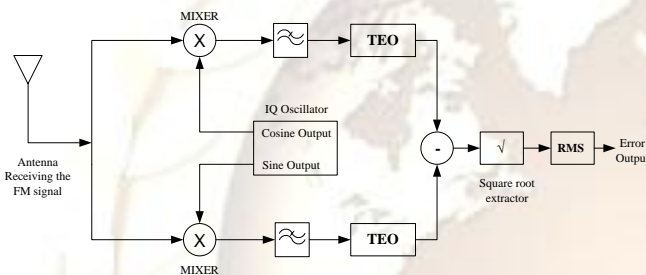 MIXER
X
TEO
IQ Oscillator
Cosine Output
Sine Output
Antenna
Receiving the
FM signal
-
√
RMS
Error
Output
Square root
extractor
X
TEO
MIXER